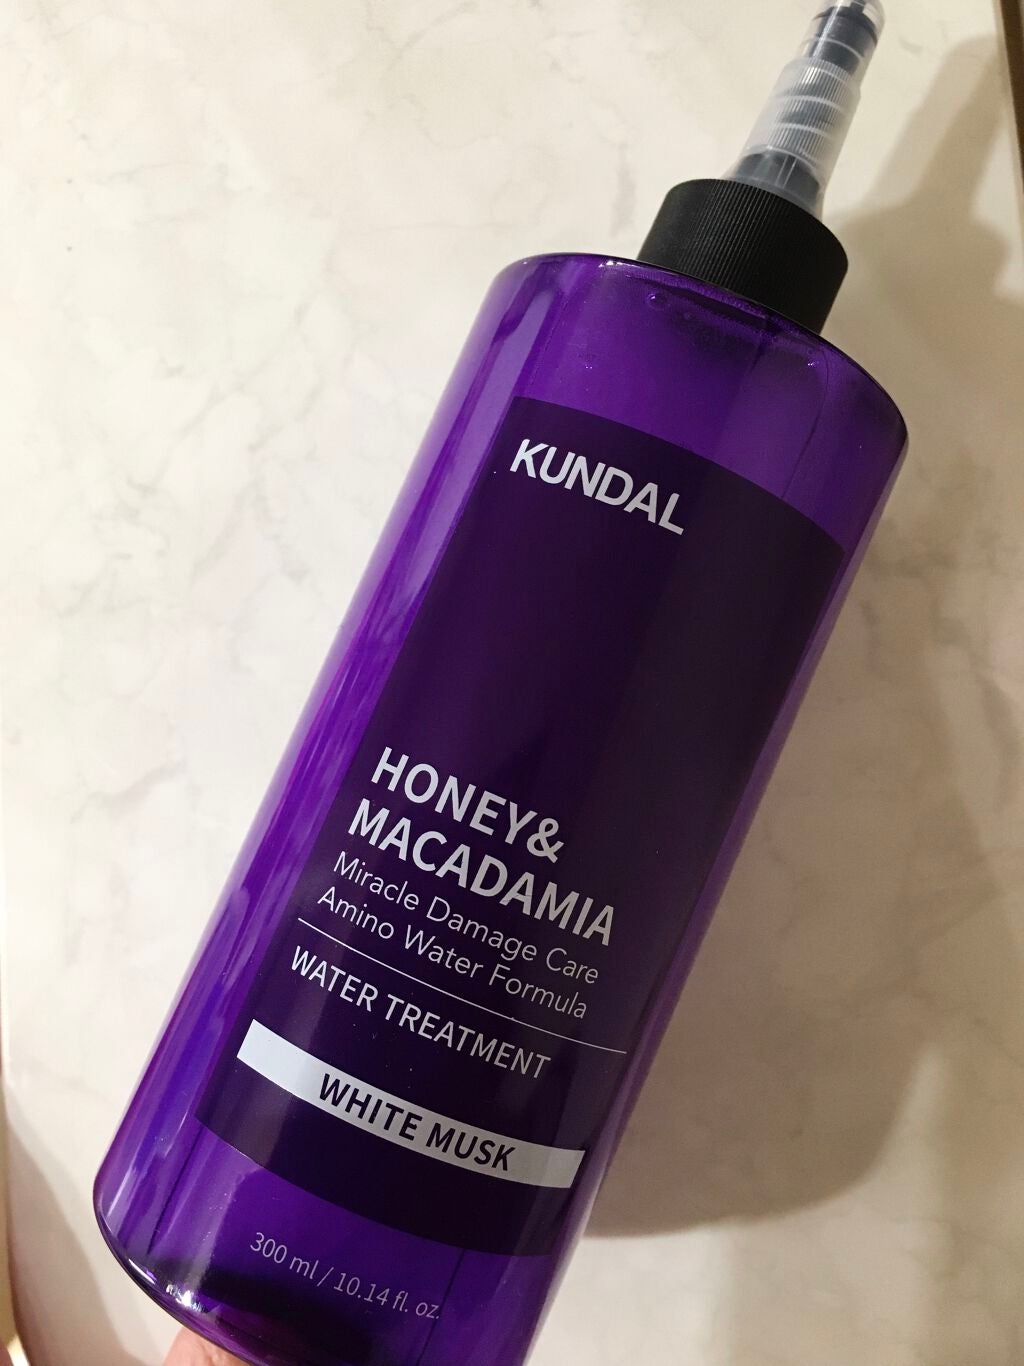 KUNDAL
HONEY&
MACADAMIA
Miracle Damage Care
Amino Water Formula
WATER TREATMENT
WHITE MUSK
300 ml / 10.14 fl. oz.